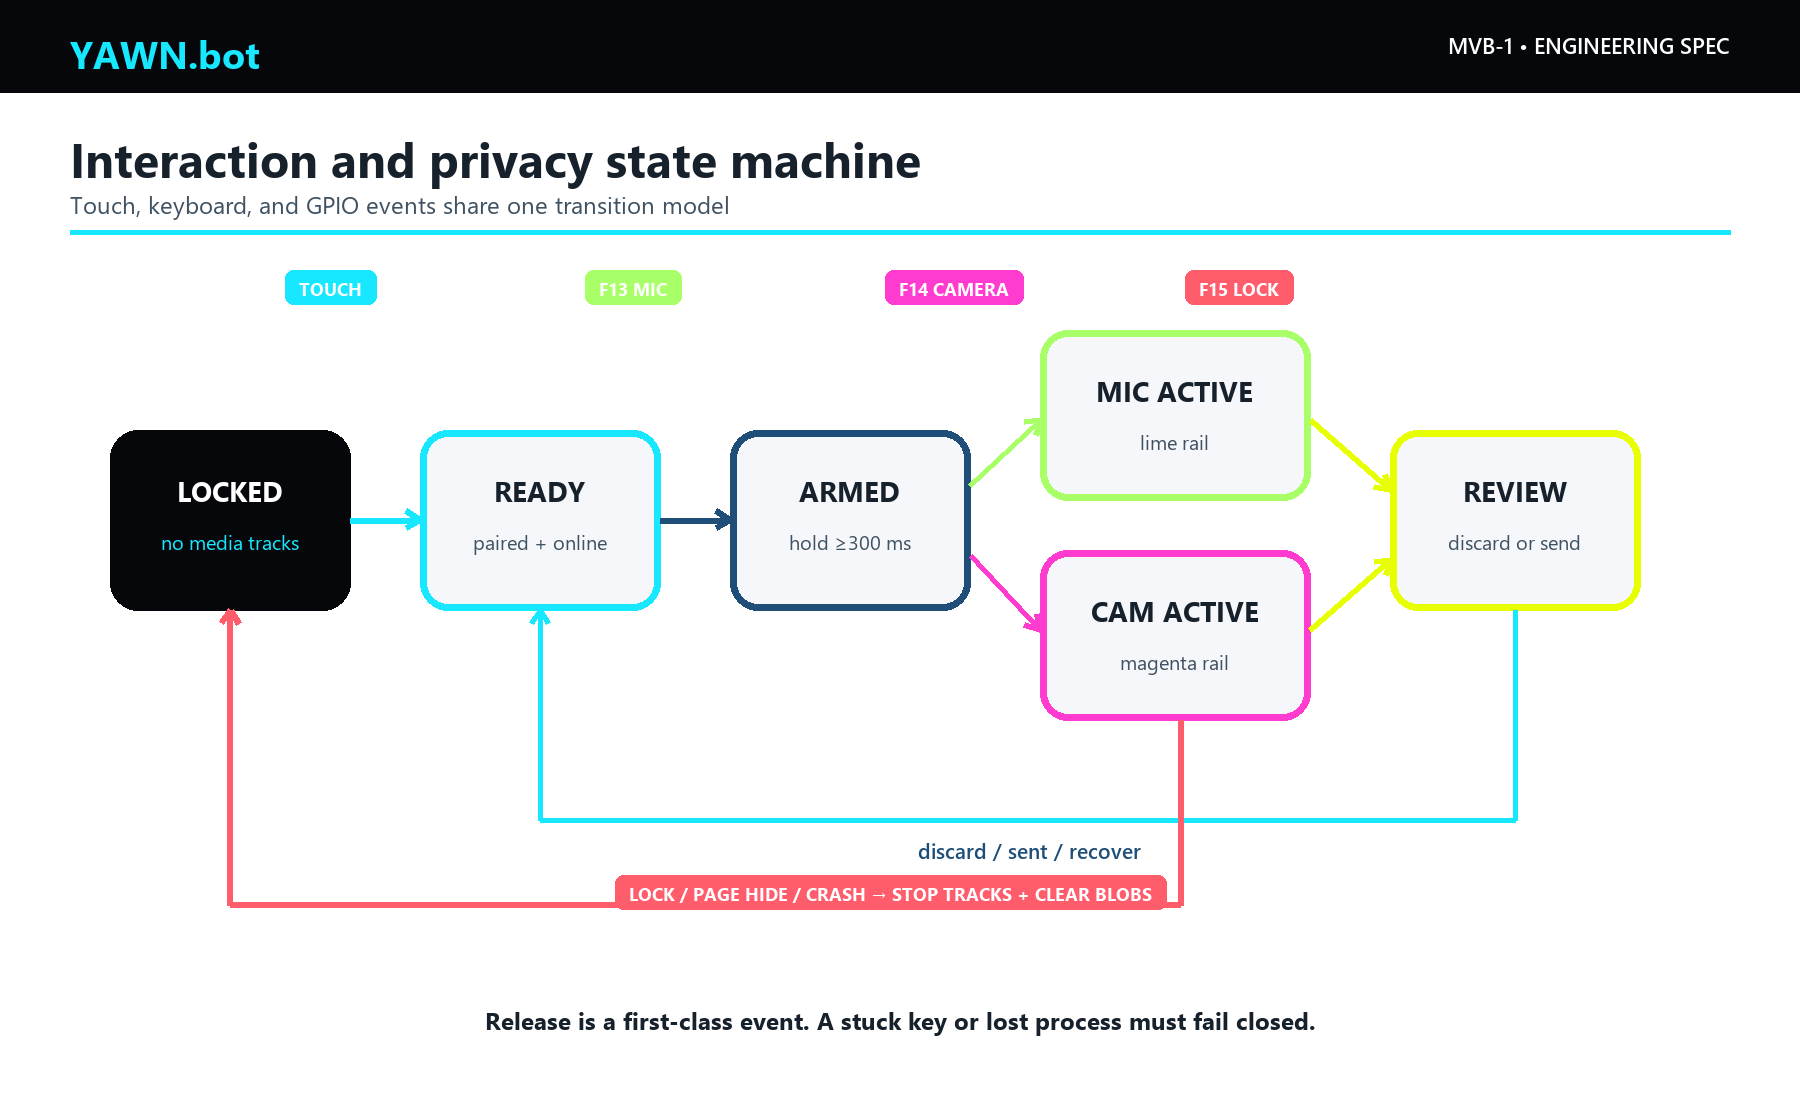 YAWN.bot
MVB-1 • ENGINEERING SPEC
Interaction and privacy state machine
Touch, keyboard, and GPIO events share one transition model
TOUCH
F13 MIC
F14 CAMERA
F15 LOCK
LOCKED
no media tracks
READY
paired + online
ARMED
hold ≥300 ms
MIC ACTIVE
lime rail
CAM ACTIVE
magenta rail
REVIEW
discard or send
discard / sent / recover
LOCK / PAGE HIDE / CRASH → STOP TRACKS + CLEAR BLOBS
Release is a first-class event. A stuck key or lost process must fail closed.